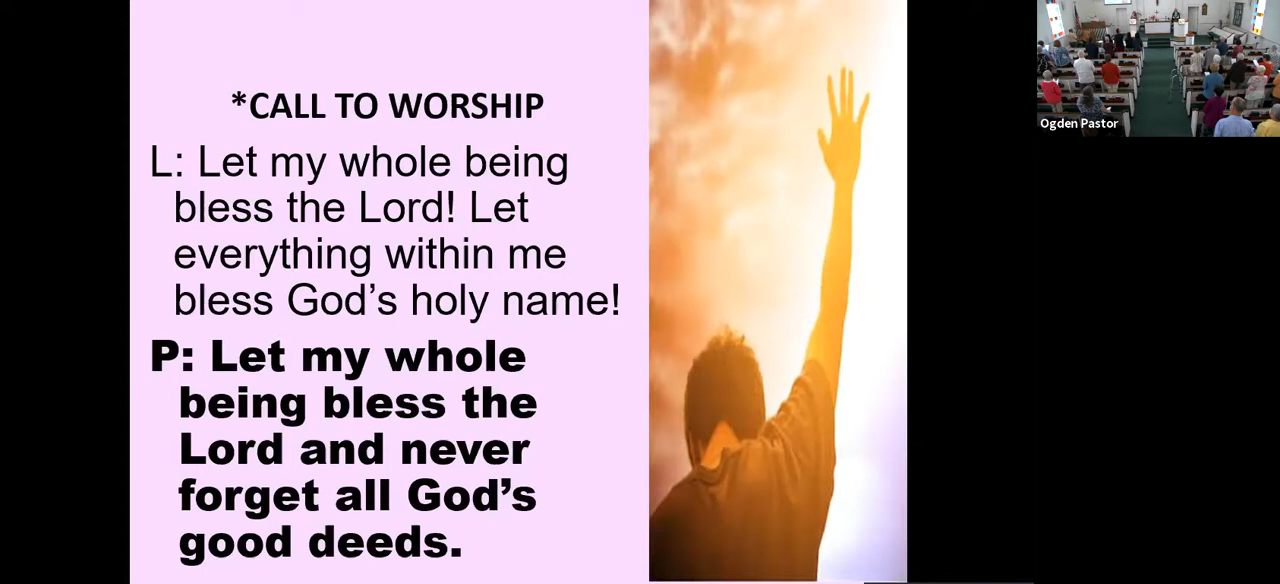 *CALL TO WORSHIP
L: Let my whole being
bless the Lord! Let
everything within me
bless God’s holy name!
P: Let my whole
being bless the
Lord and never
forget all God’s
good deeds.
Ogden Pastor